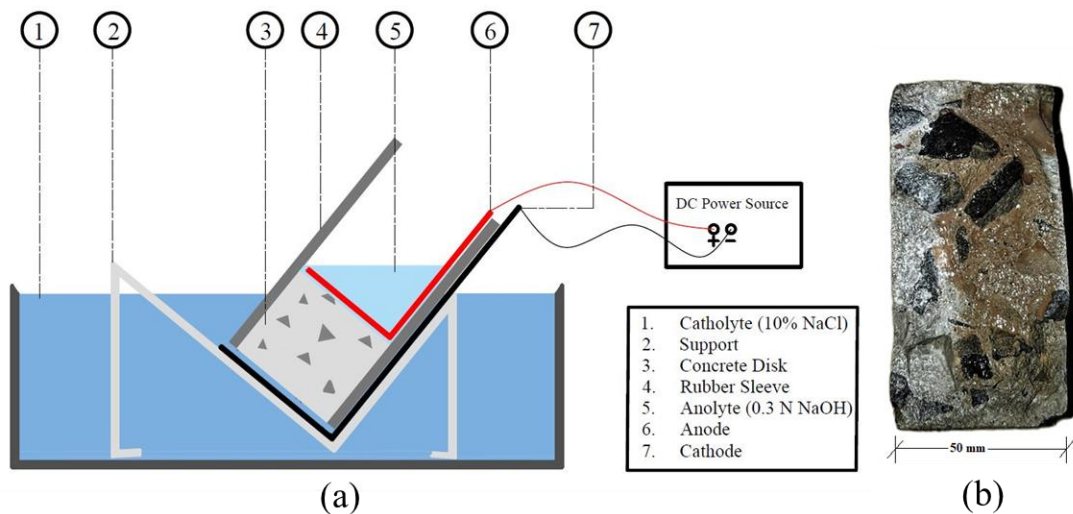 1 2 3 4 5 6 7
DC Power Source
+ −
1. Catholyte (10% NaCl)
2. Support
3. Concrete Disk
4. Rubber Sleeve
5. Anolyte (0.3 N NaOH)
6. Anode
7. Cathode
50 mm
(a) (b)